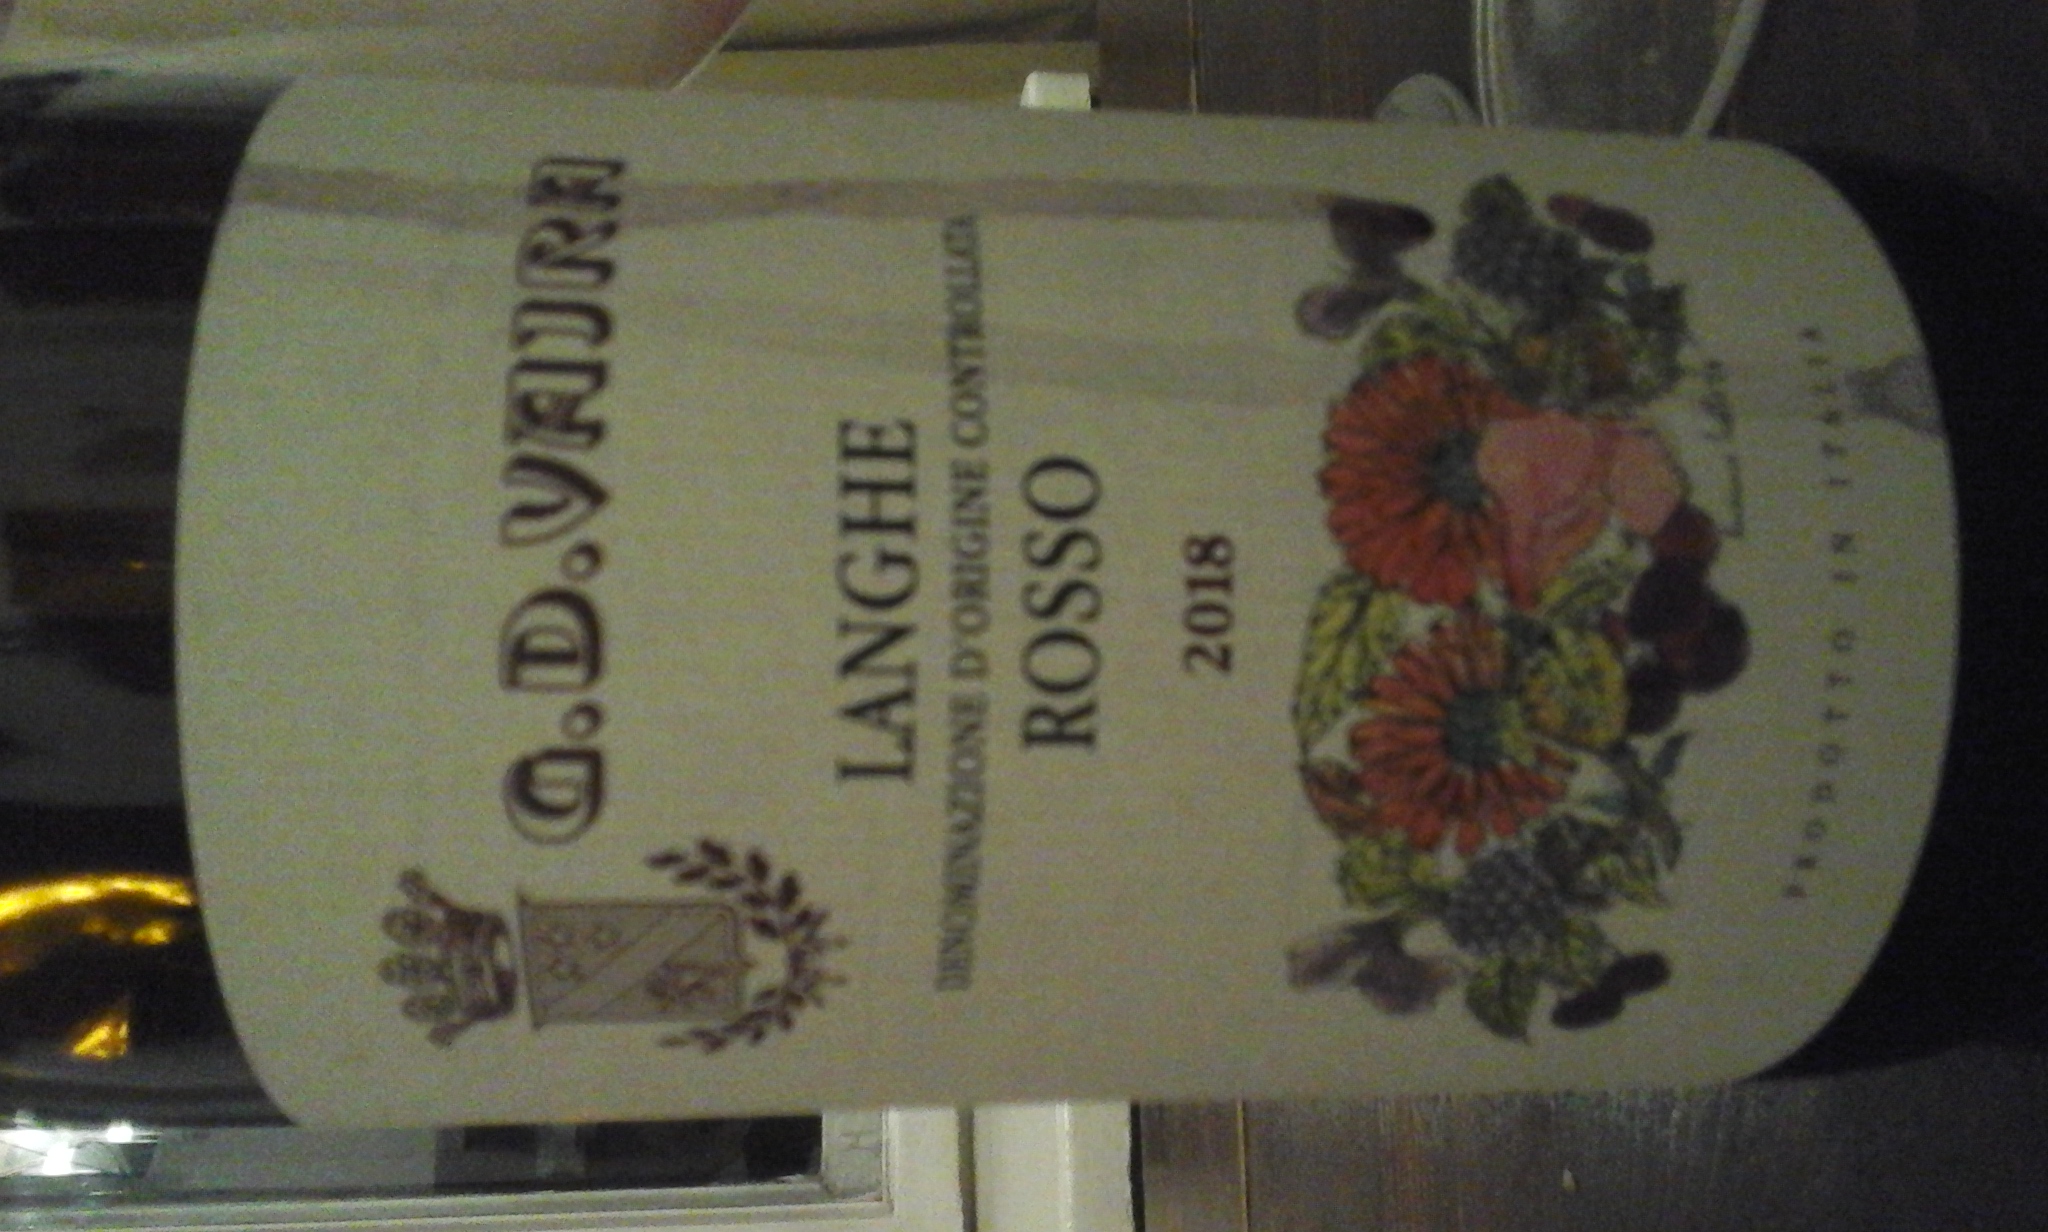 G.D.VAJRA
LANGHE
DENOMINAZIONE D'ORIGINE CONTROLLATA
ROSSO
2018
PRODOTTO IN ITALIA